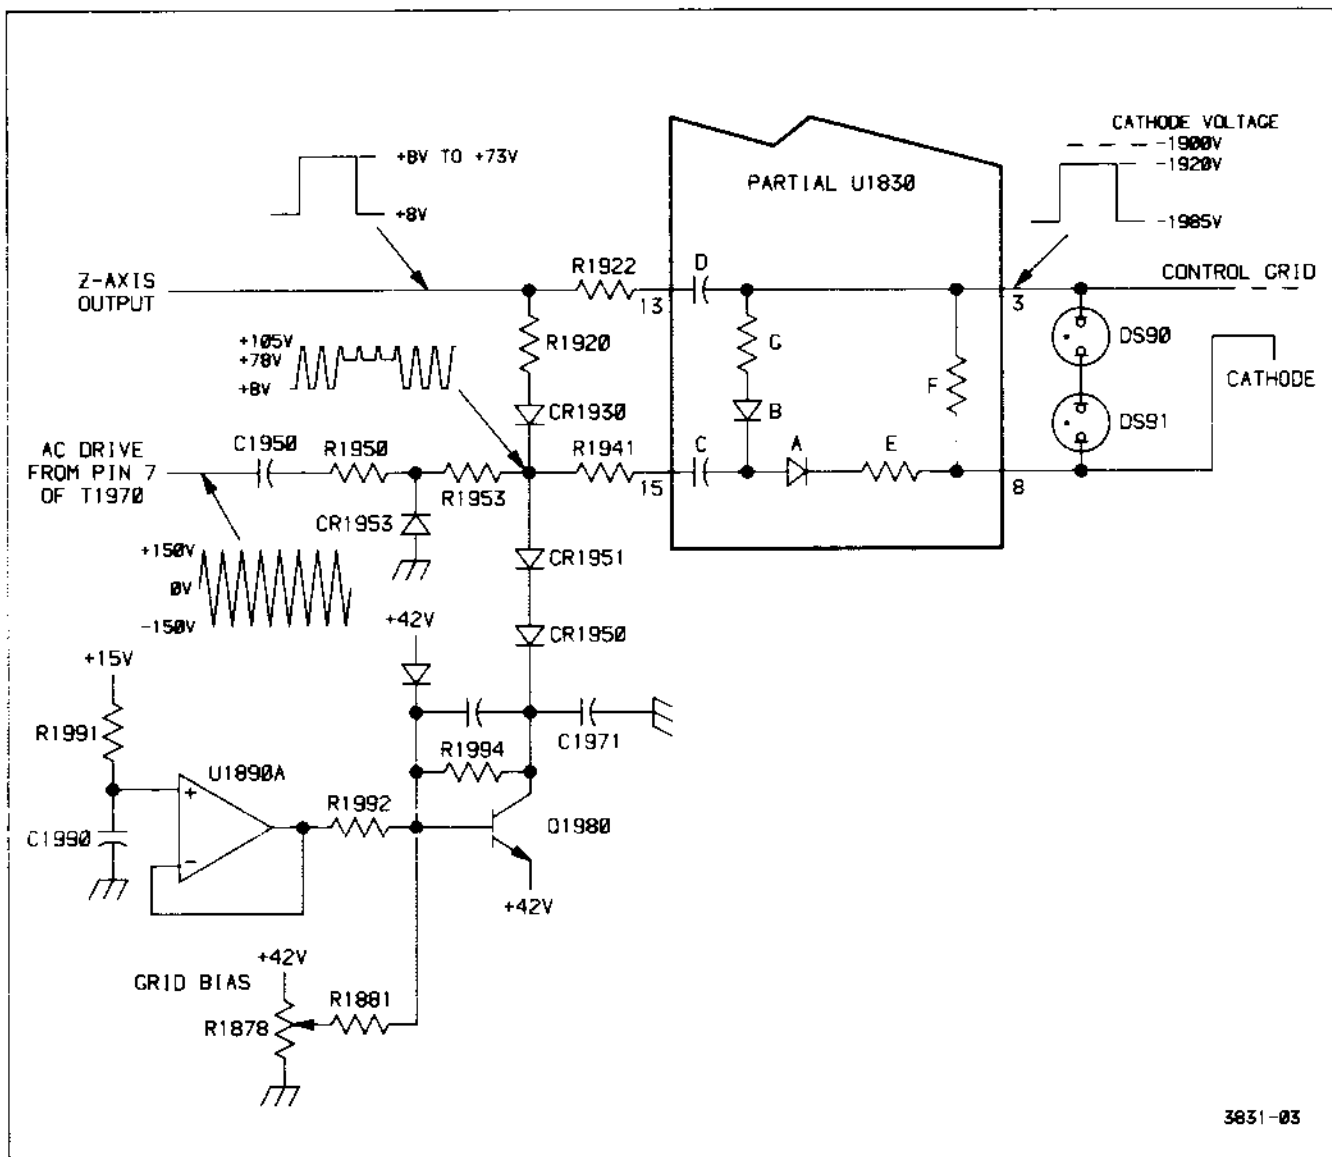 CATHODE VOLTAGE
-1900V
+8V TO +73V
-1920V
PARTIAL U1830
+8V
-1985V
R1922
D
Z-AXIS
OUTPUT
CONTROL GRID
13
3
R1920
G
DS90
+105V
+78V
+8V
F
CATHODE
CR1930
B
DS91
AC DRIVE
FROM PIN 7
OF T1970
C1950
R1950
R1941
C
A
E
R1953
15
8
CR1953
+150V
0V
-150V
CR1951
+42V
CR1950
+15V
R1991
R1994
C1971
U1890A
+
R1992
C1990
-
Q1980
+42V
+42V
GRID BIAS
R1881
R1878
3831-03